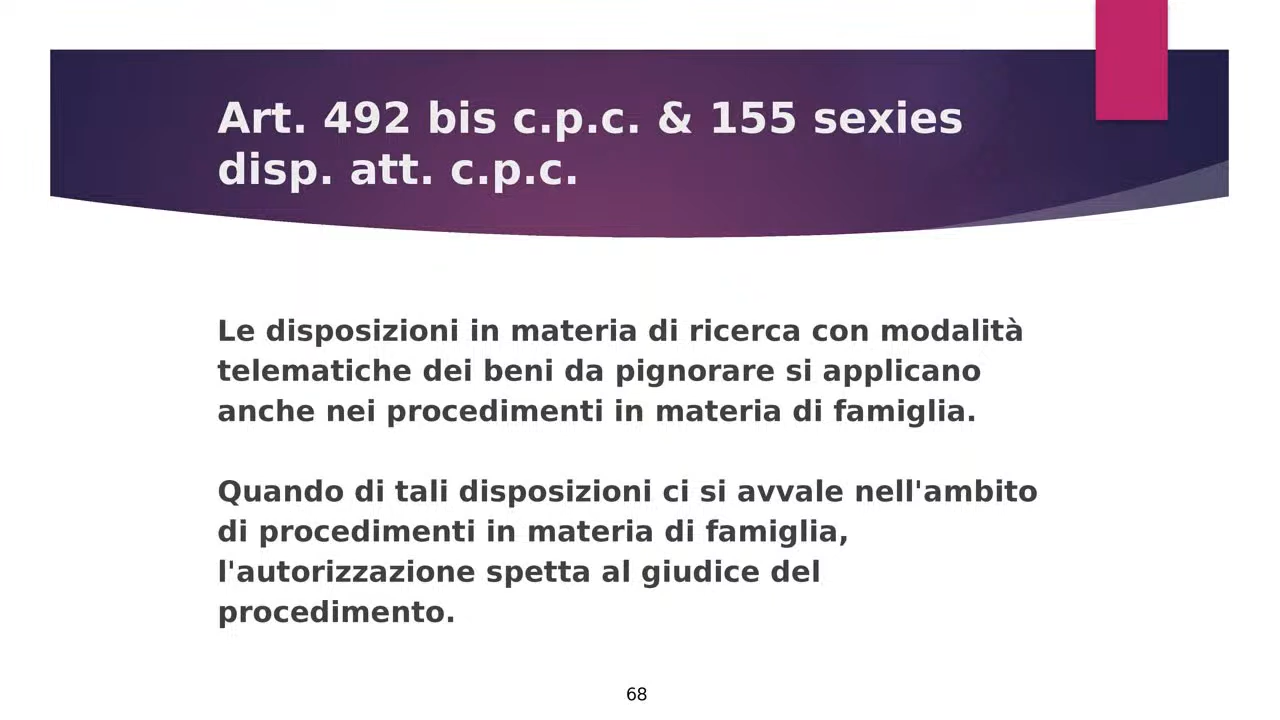 Art. 492 bis c.p.c. & 155 sexies
disp. att. c.p.c.
Le disposizioni in materia di ricerca con modalità
telematiche dei beni da pignorare si applicano
anche nei procedimenti in materia di famiglia.
Quando di tali disposizioni ci si avvale nell'ambito
di procedimenti in materia di famiglia,
l'autorizzazione spetta al giudice del
procedimento.
68